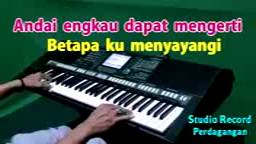 Andai engkau dapat mengerti
Betapa ku menyayangi
Studio Record
Perdagangan